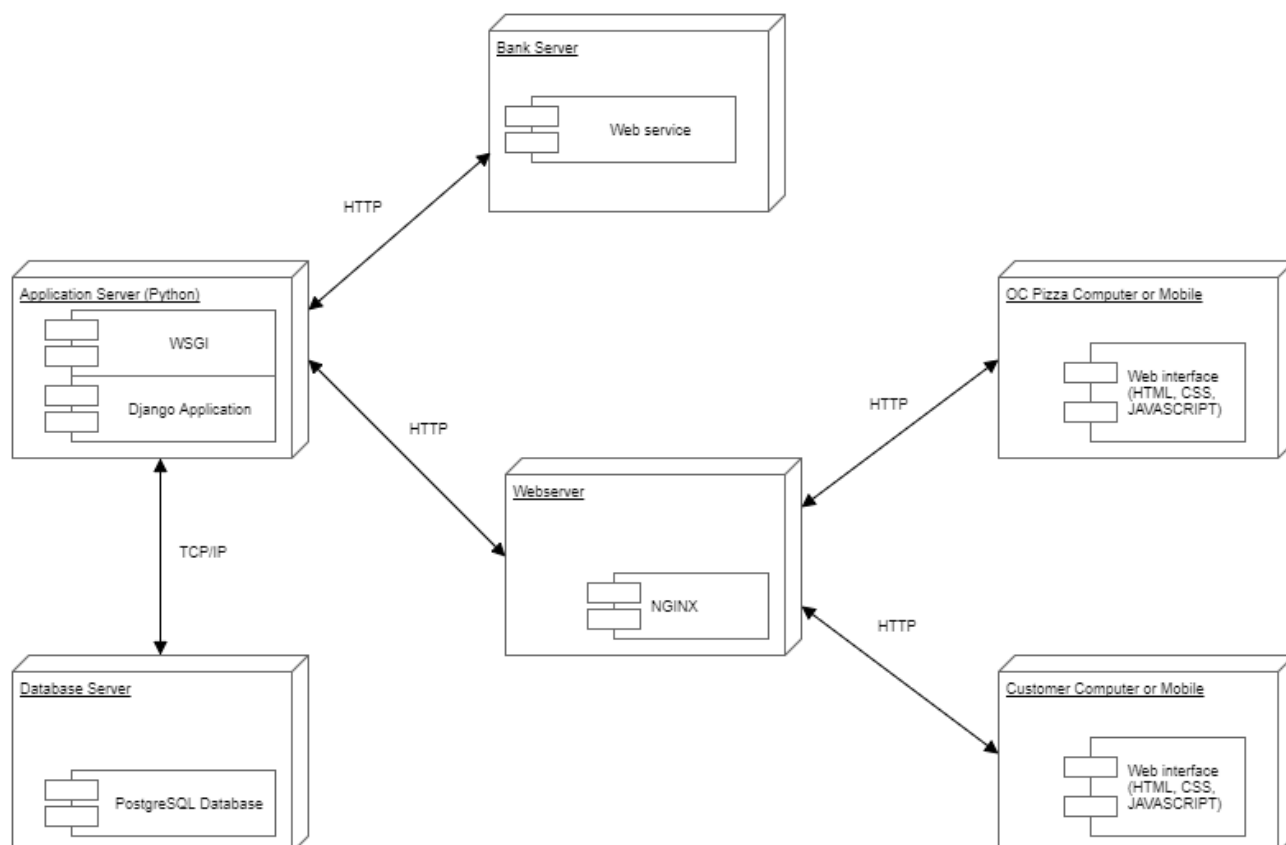 Bank Server
Web service
HTTP
Application Server (Python)
WSGI
Django Application
OC Pizza Computer or Mobile
Web interface
(HTML, CSS,
JAVASCRIPT)
HTTP
HTTP
Webserver
NGINX
TCP/IP
HTTP
Database Server
PostgreSQL Database
Customer Computer or Mobile
Web interface
(HTML, CSS,
JAVASCRIPT)